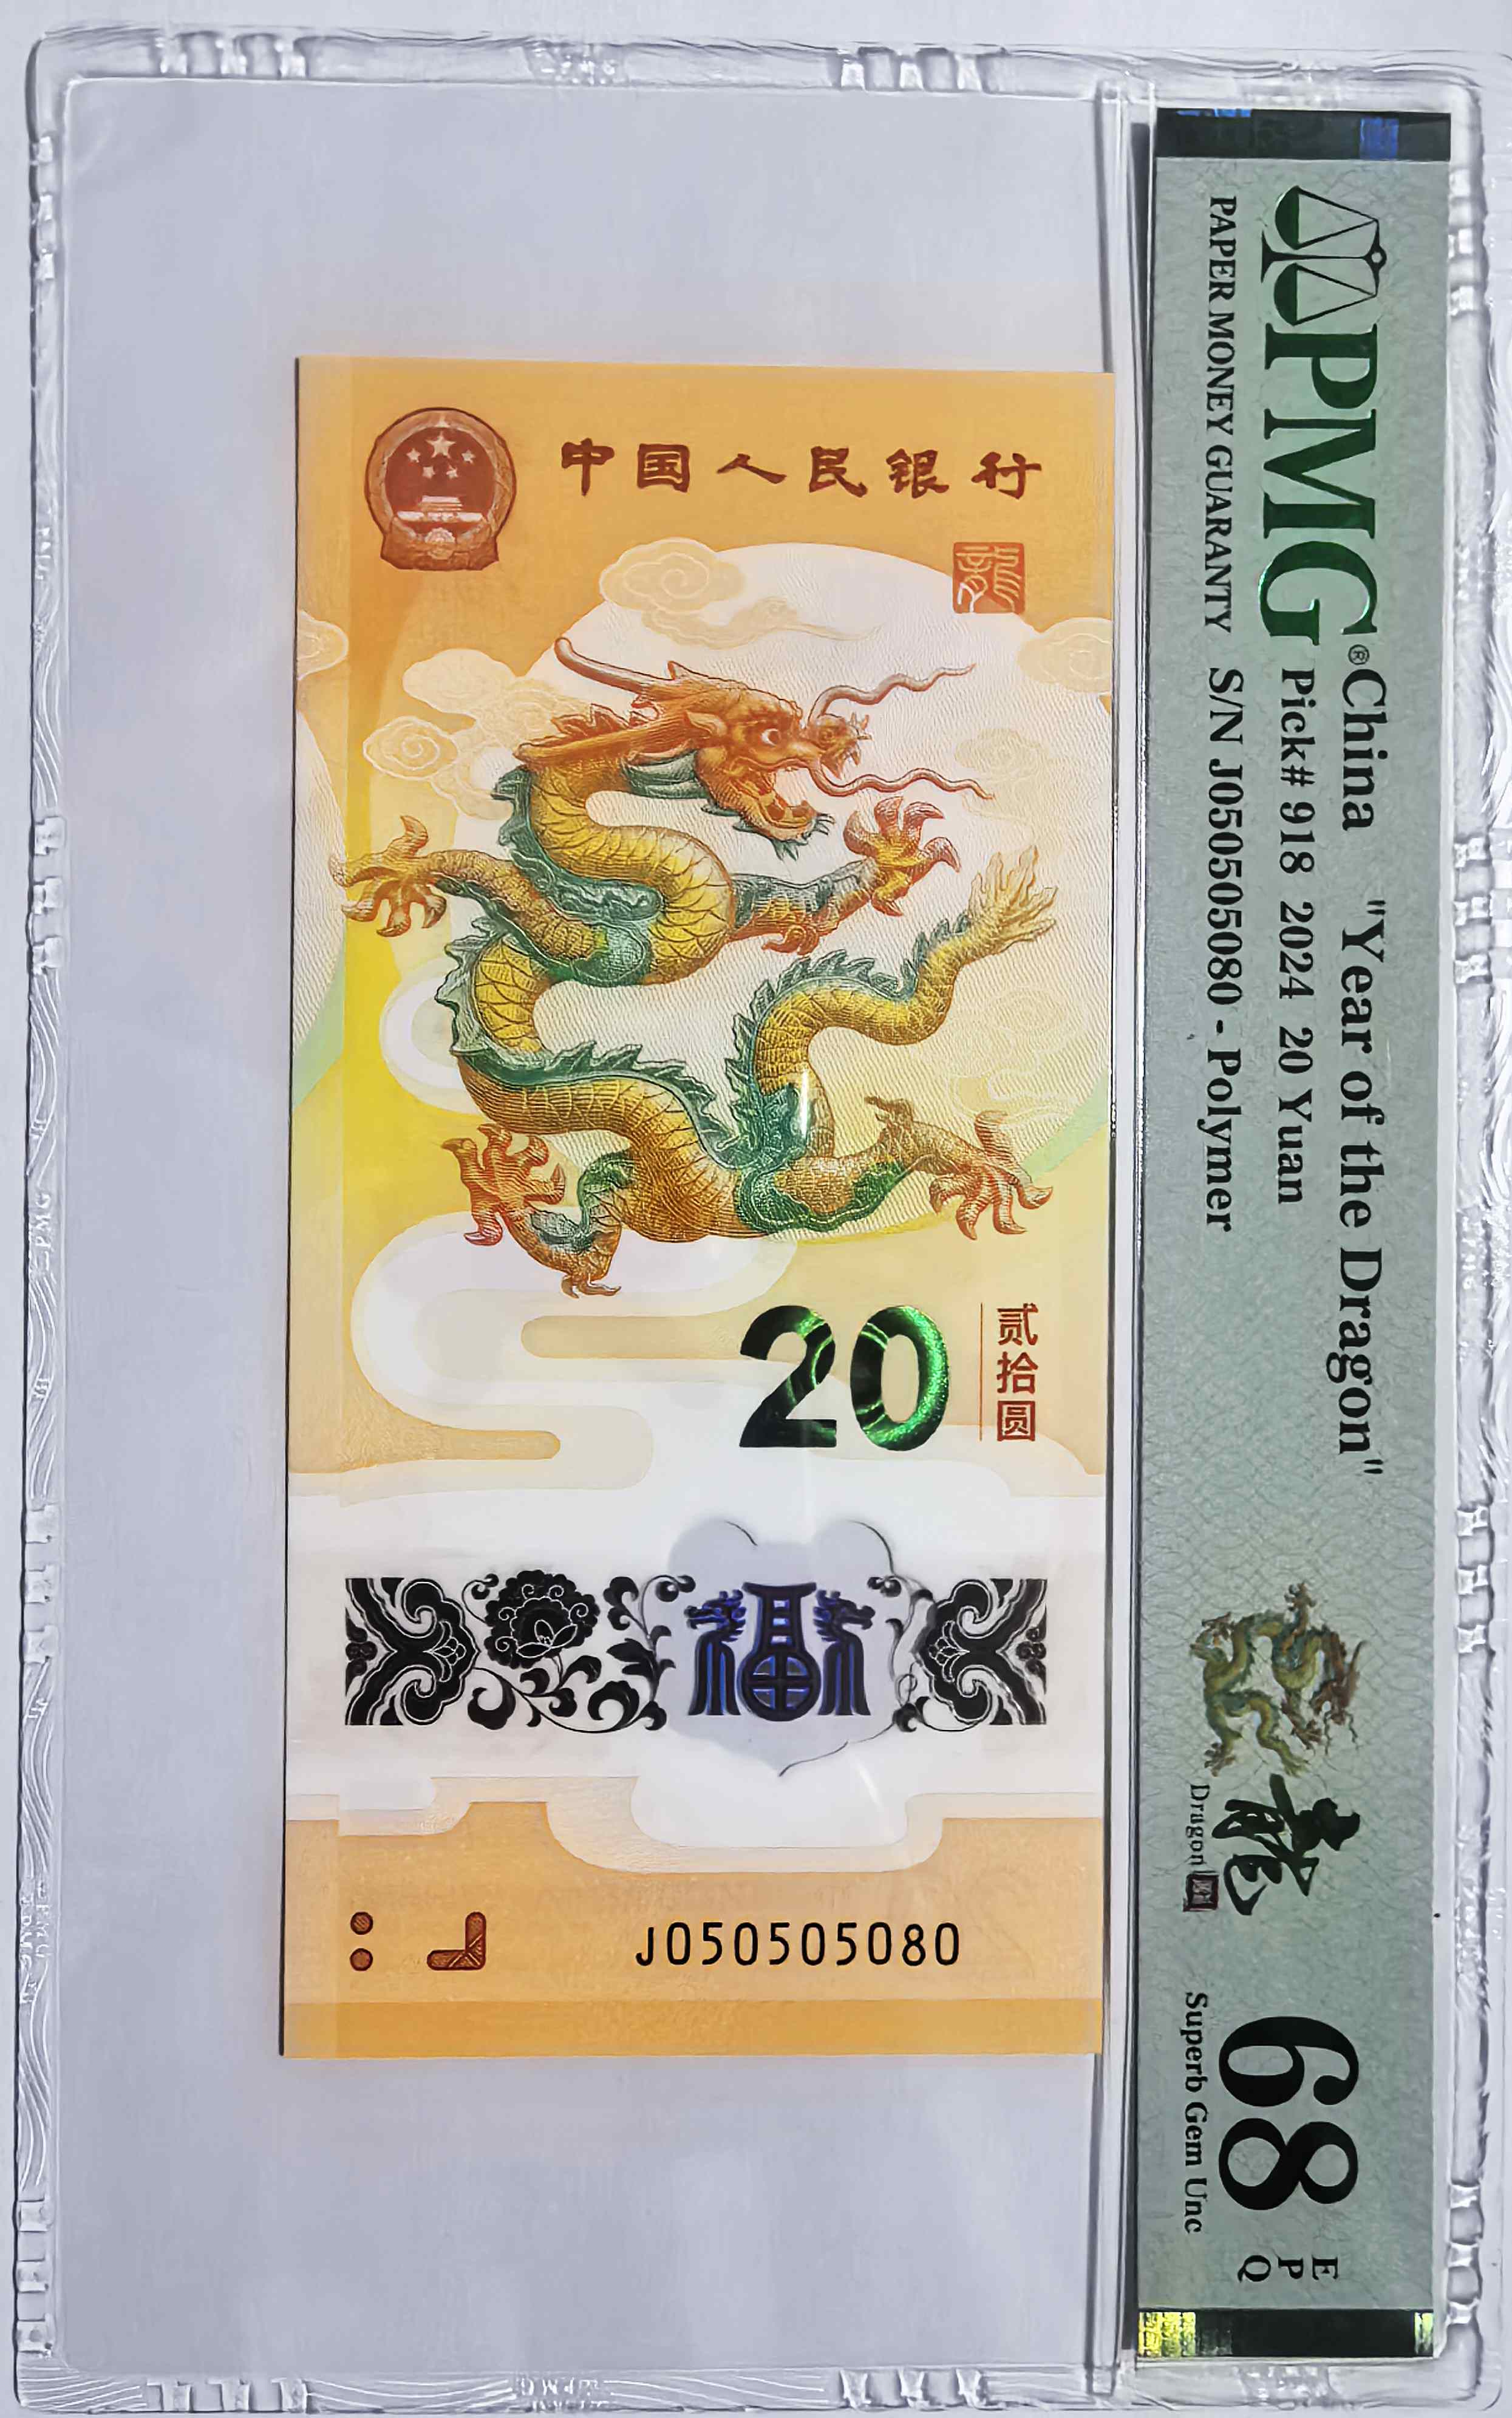 中国人民银行
龍
20
贰拾圆
福
J050505080
PMG®
PAPER MONEY GUARANTY
China "Year of the Dragon"
Pick# 918 2024 20 Yuan
S/N J050505080 - Polymer
龍
Dragon
68
Superb Gem Unc
E
P
Q